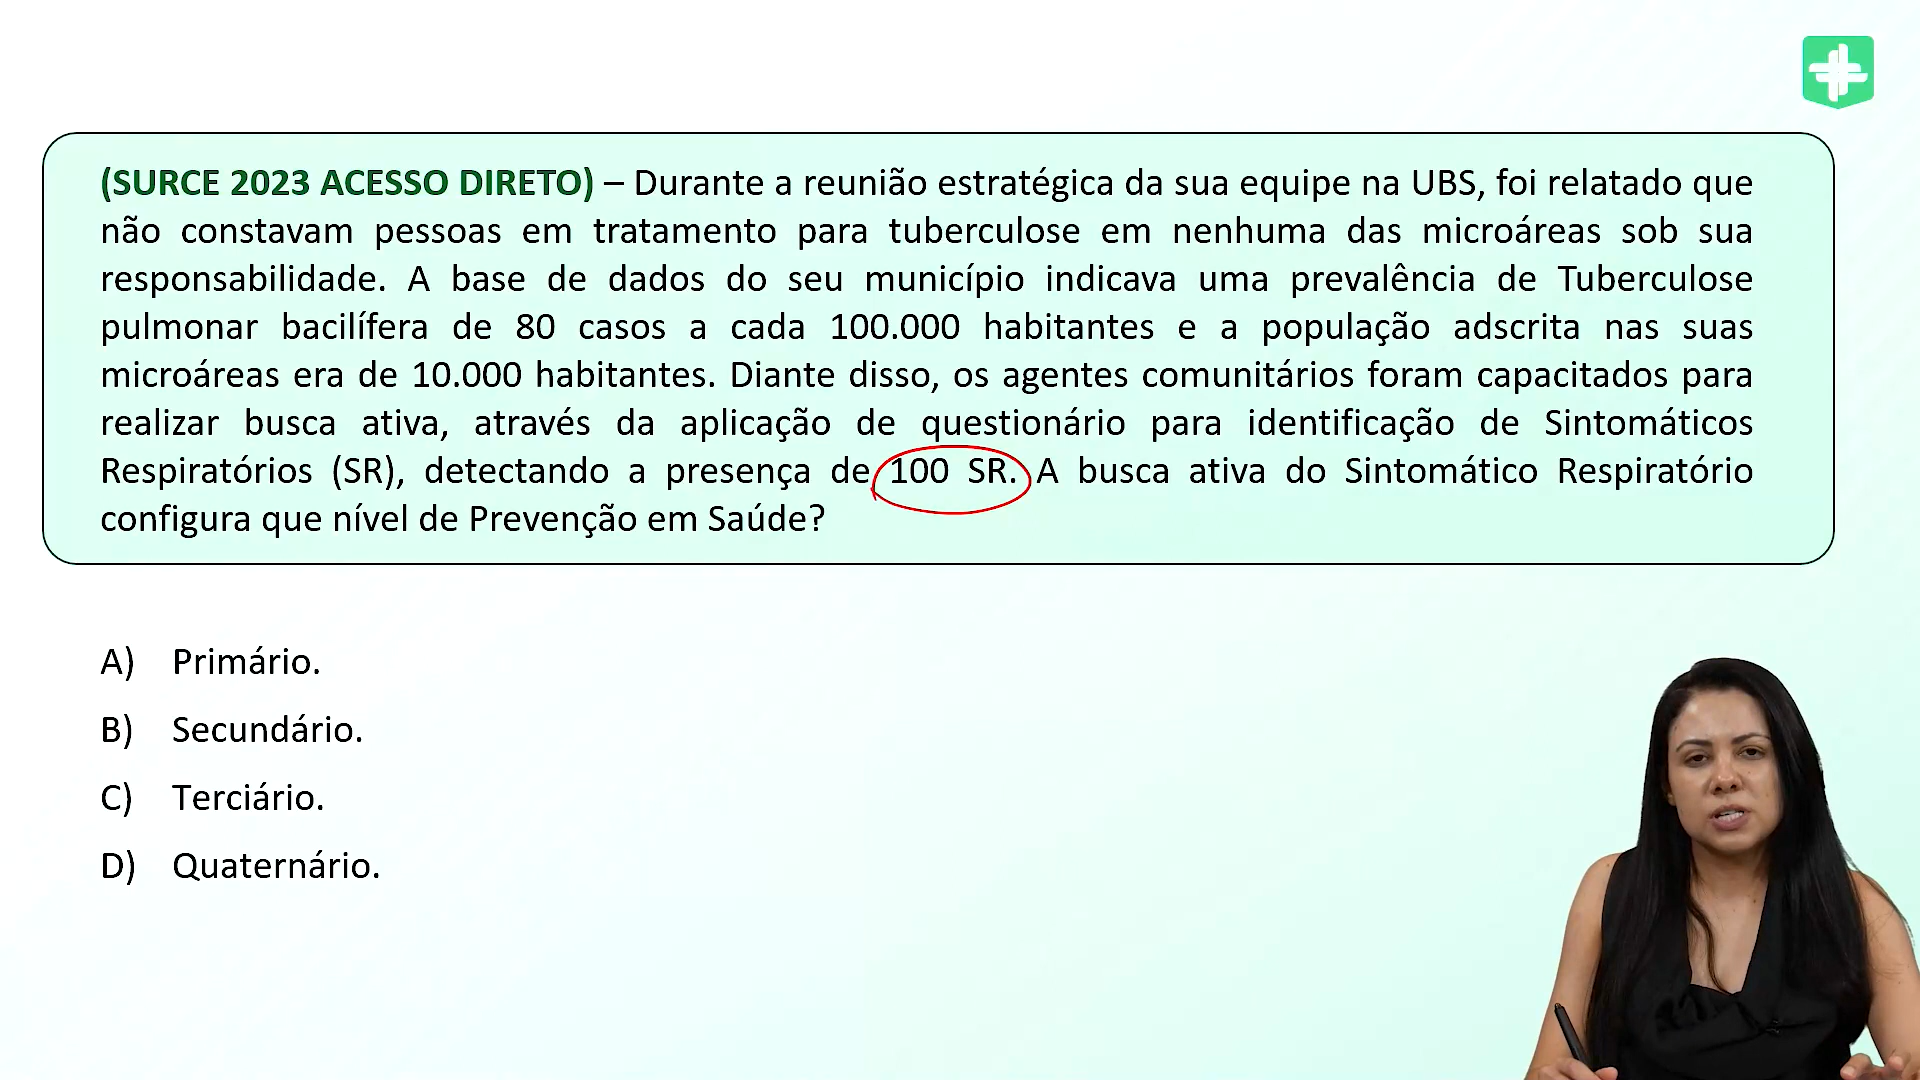 (SURCE 2023 ACESSO DIRETO) – Durante a reunião estratégica da sua equipe na UBS, foi relatado que
não constavam pessoas em tratamento para tuberculose em nenhuma das microáreas sob sua
responsabilidade. A base de dados do seu município indicava uma prevalência de Tuberculose
pulmonar bacilífera de 80 casos a cada 100.000 habitantes e a população adscrita nas suas
microáreas era de 10.000 habitantes. Diante disso, os agentes comunitários foram capacitados para
realizar busca ativa, através da aplicação de questionário para identificação de Sintomáticos
Respiratórios (SR), detectando a presença de 100 SR. A busca ativa do Sintomático Respiratório
configura que nível de Prevenção em Saúde?
A) Primário.
B) Secundário.
C) Terciário.
D) Quaternário.